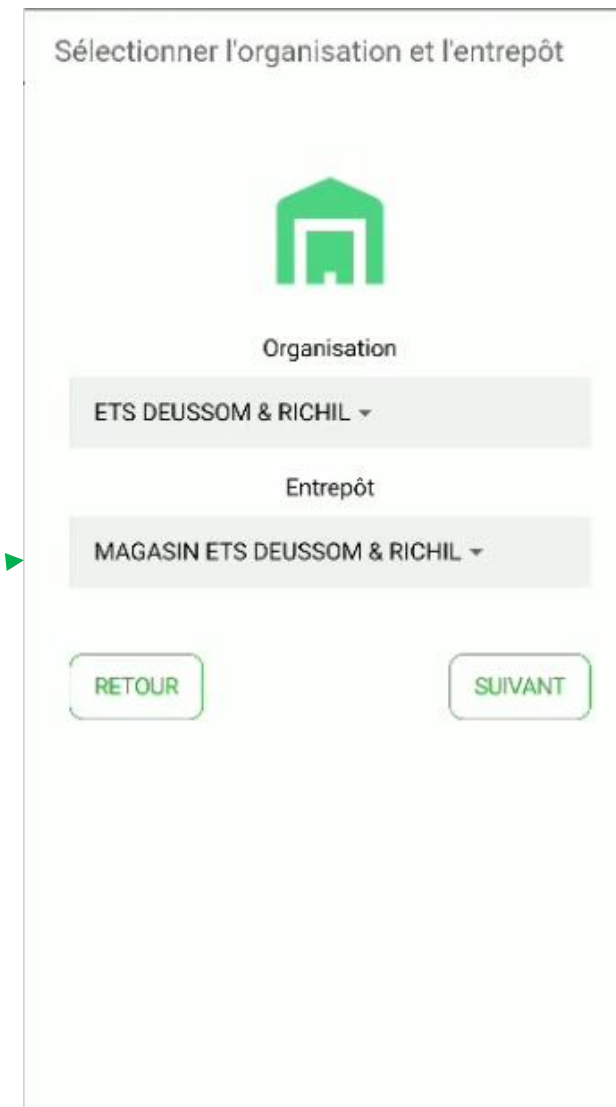 Sélectionner l'organisation et l'entrepôt
Organisation
ETS DEUSSOM & RICHIL
Entrepôt
MAGASIN ETS DEUSSOM & RICHIL
RETOUR
SUIVANT